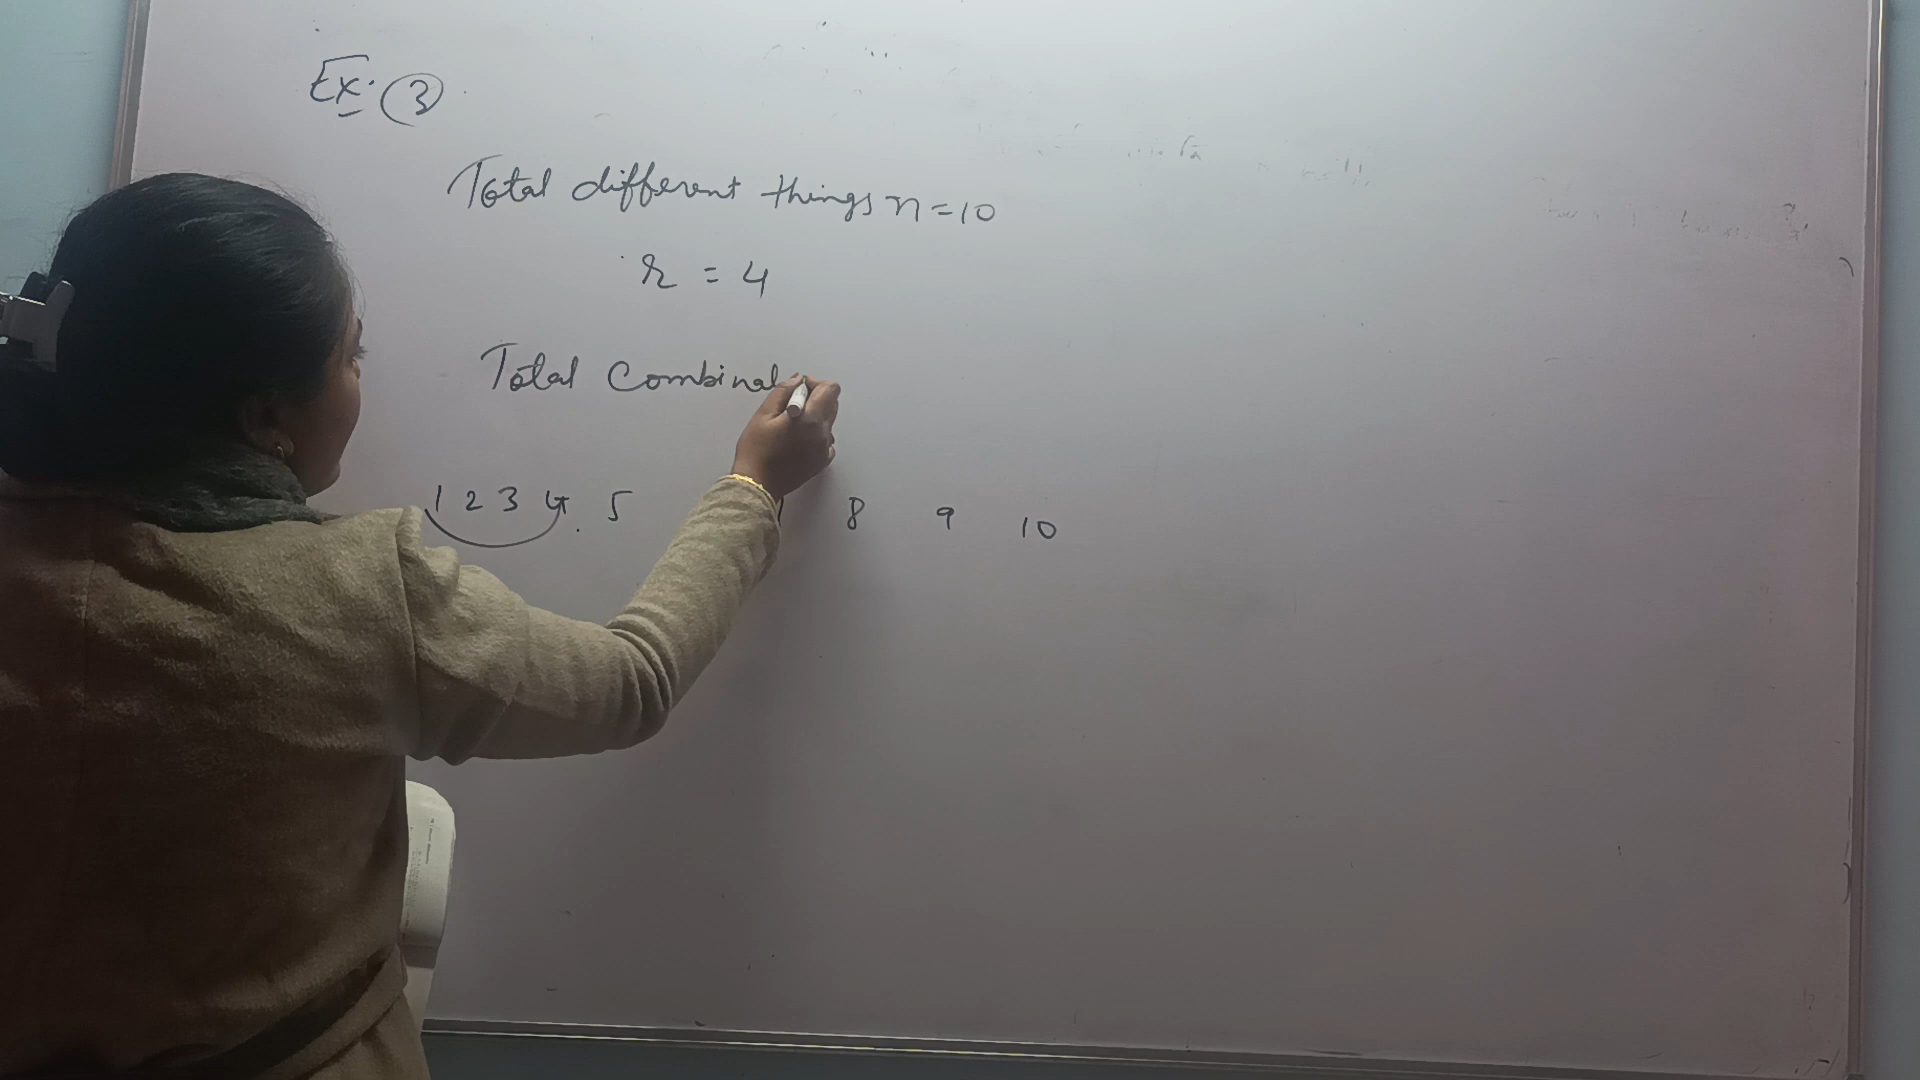 Ex. 3
Total different things n=10
r = 4
Total Combinat
1 2 3 4 5 8 9 10